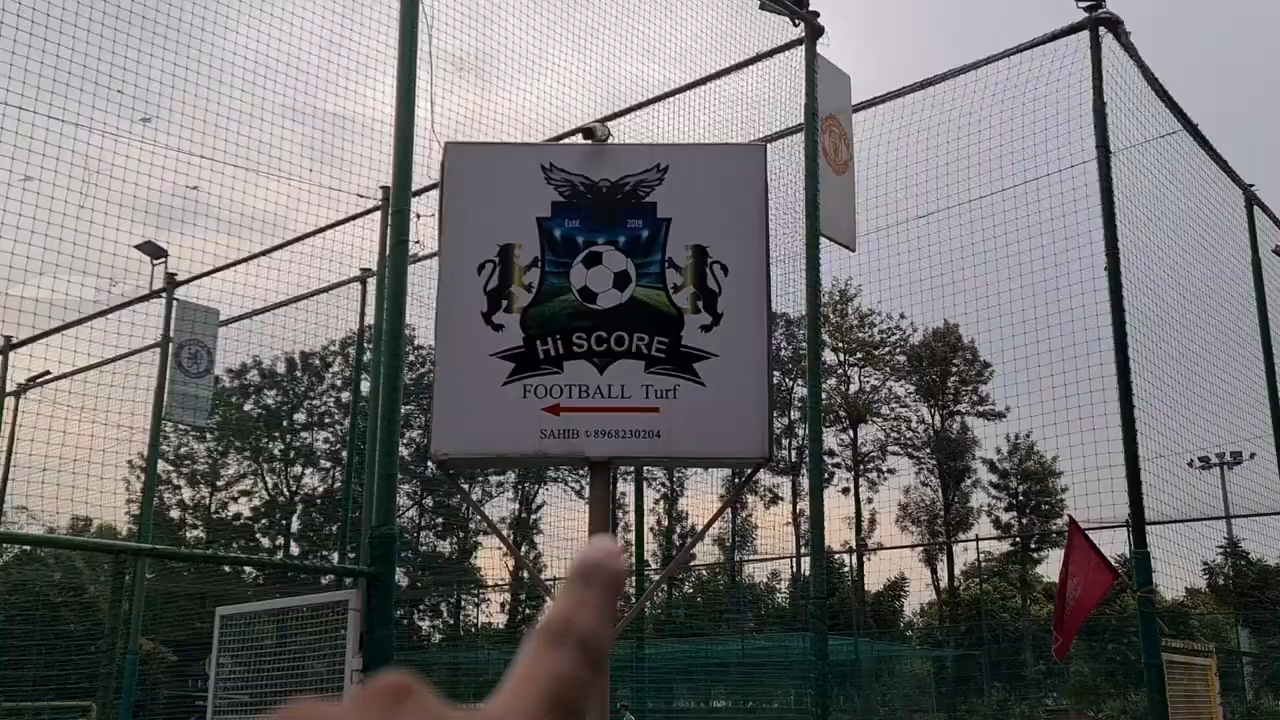 Estd. 2019
Hi SCORE
FOOTBALL Turf
SAHIB ✆8968230204